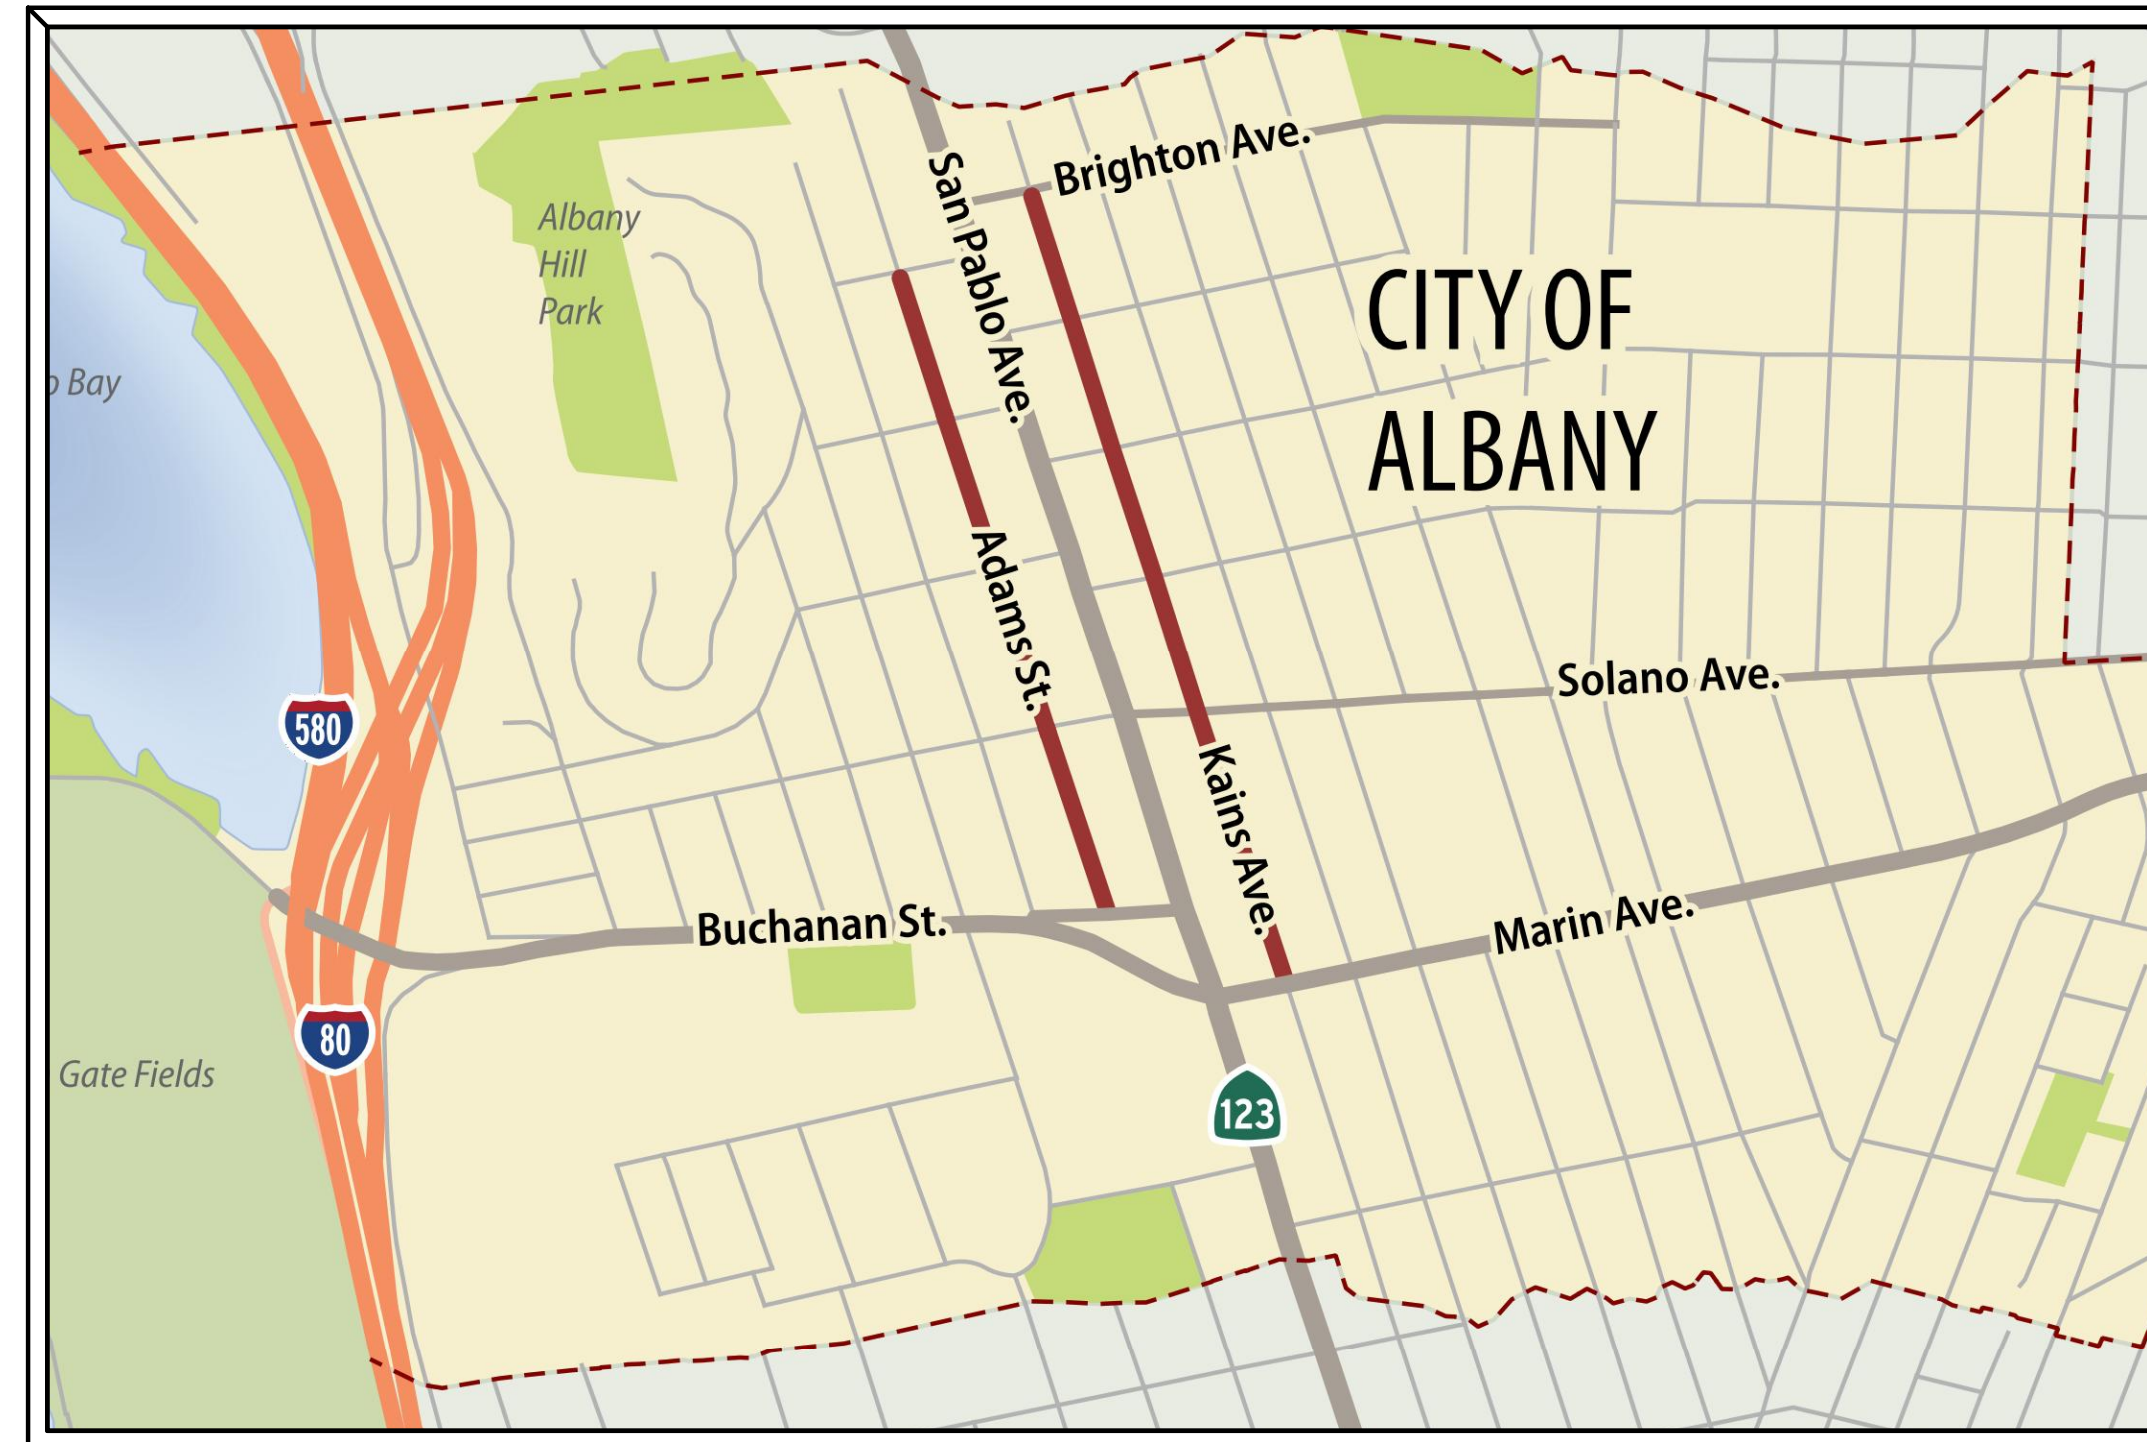 Brighton Ave.
San Pablo Ave.
Albany
Hill
Park
CITY OF
ALBANY
Bay
Adams St.
Solano Ave.
580
Kains Ave.
Buchanan St.
Marin Ave.
80
Gate Fields
123